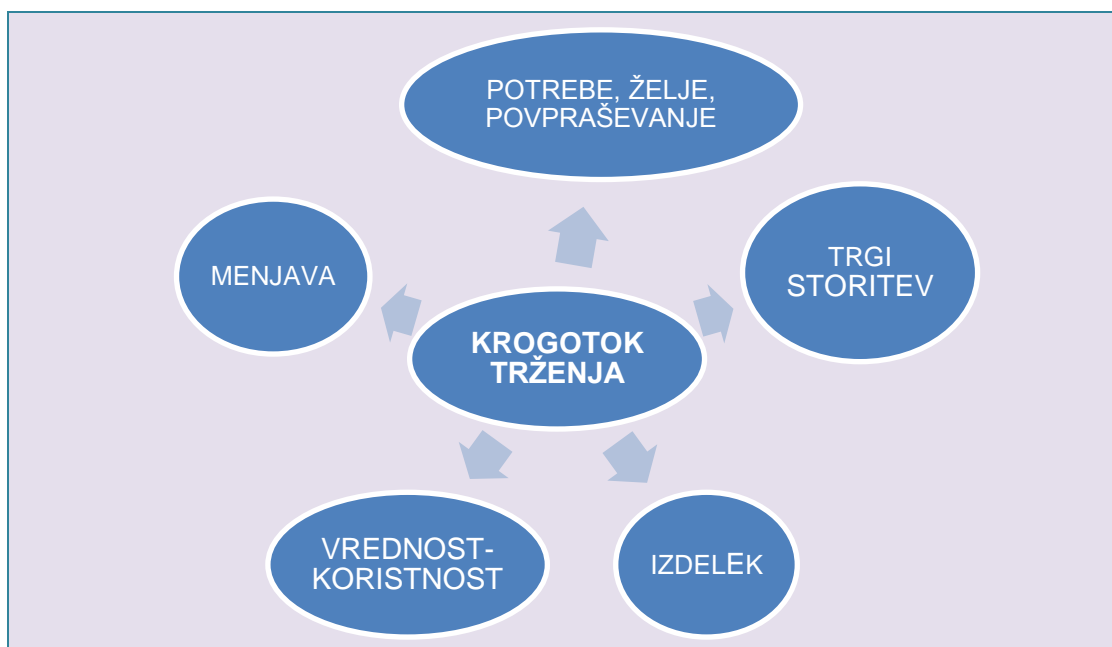 POTREBE, ŽELJE,
POVPRAŠEVANJE
MENJAVA
TRGI
STORITEV
KROGOTOK
TRŽENJA
VREDNOST-
KORISTNOST
IZDELEK